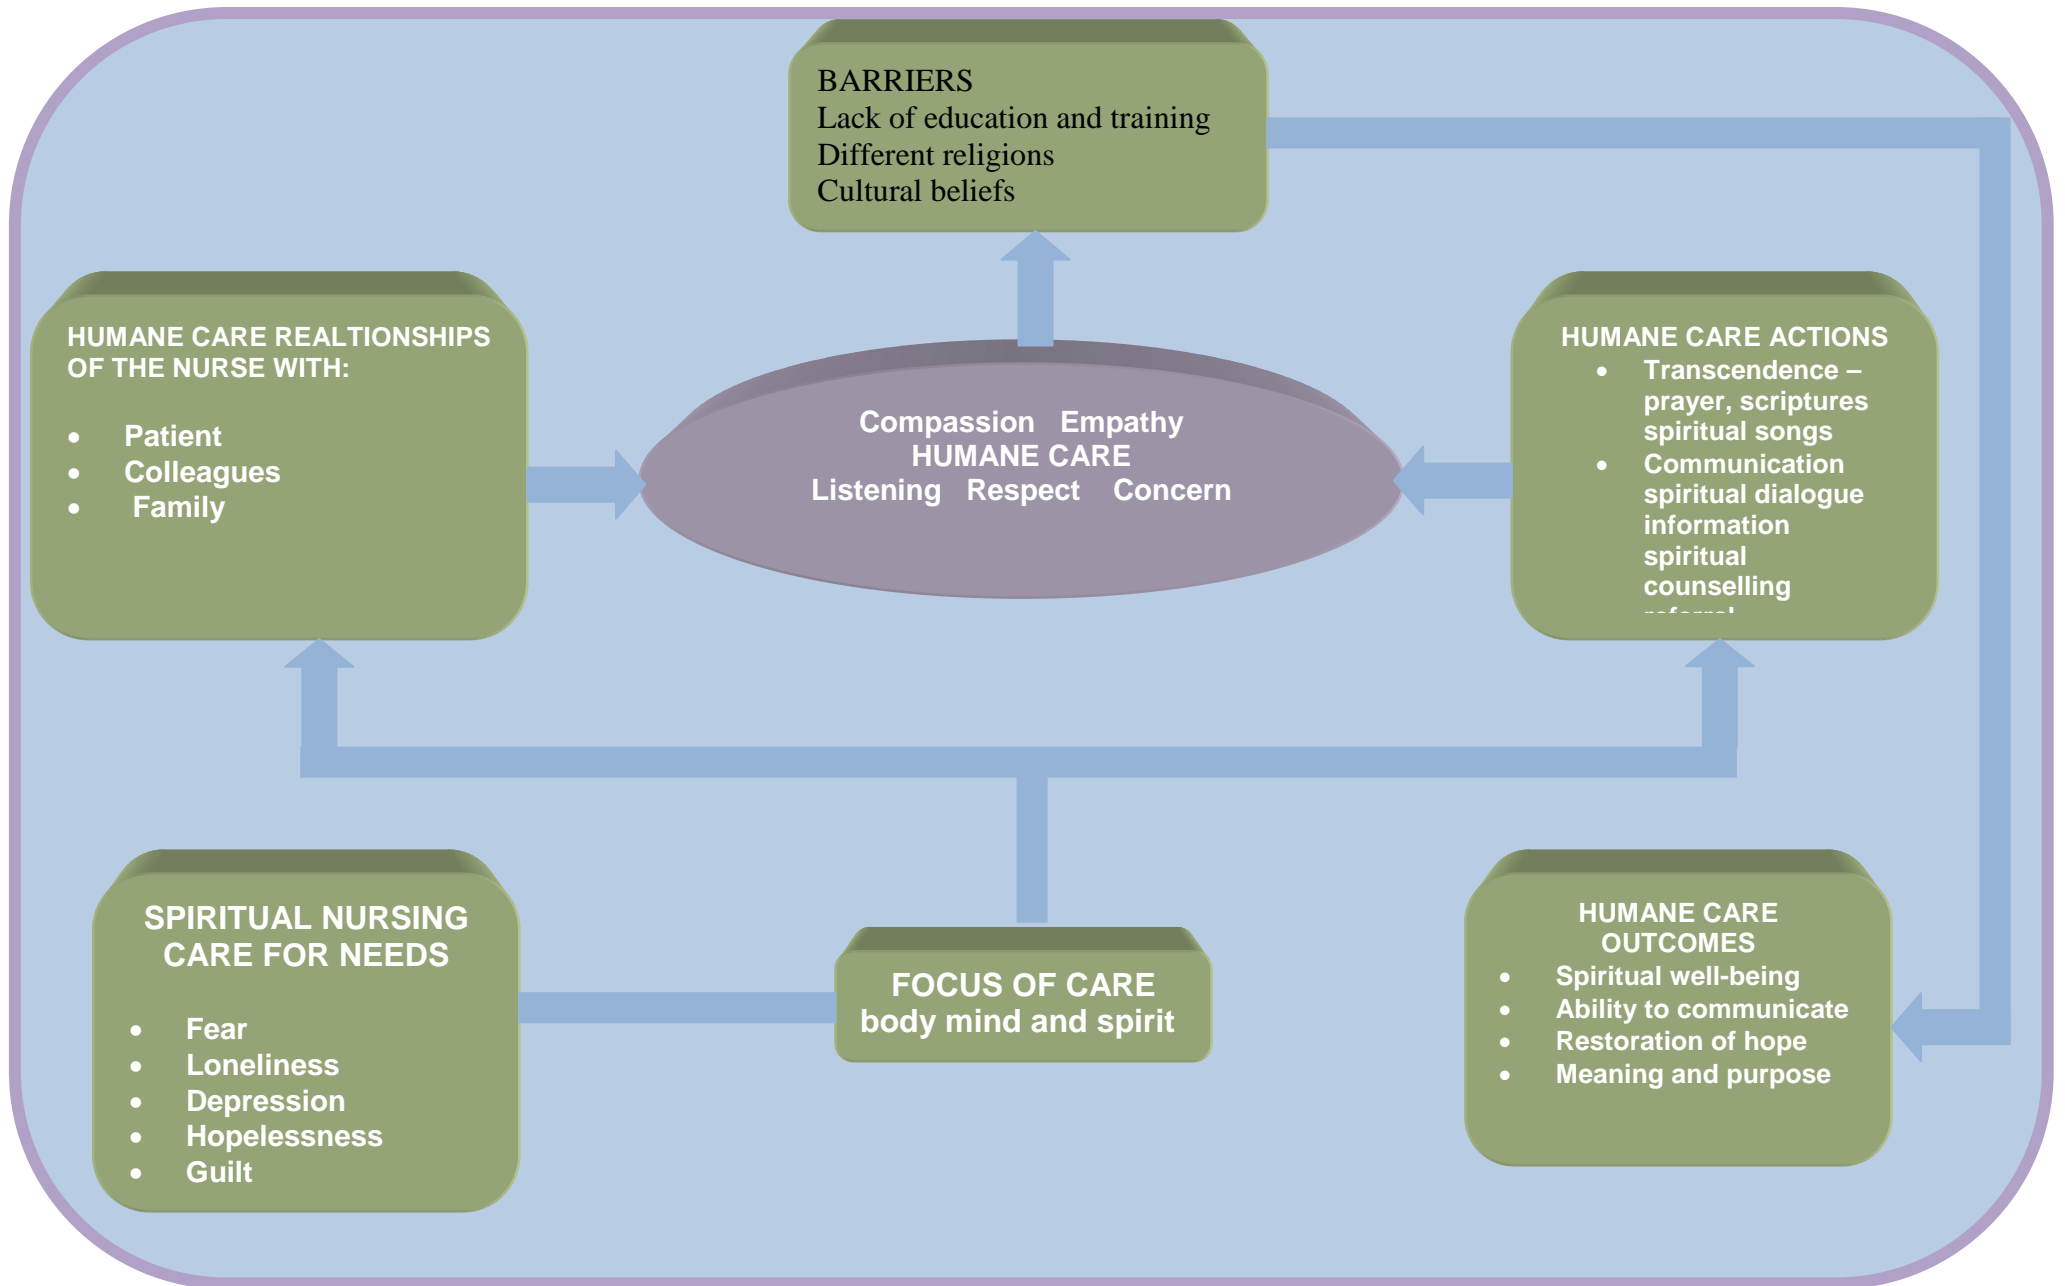 BARRIERS
Lack of education and training
Different religions
Cultural beliefs
HUMANE CARE REALTIONSHIPS
OF THE NURSE WITH:
• Patient
• Colleagues
• Family
Compassion Empathy
HUMANE CARE
Listening Respect Concern
HUMANE CARE ACTIONS
• Transcendence –
prayer, scriptures
spiritual songs
• Communication
spiritual dialogue
information
spiritual
counselling
SPIRITUAL NURSING
CARE FOR NEEDS
• Fear
• Loneliness
• Depression
• Hopelessness
• Guilt
FOCUS OF CARE
body mind and spirit
HUMANE CARE
OUTCOMES
• Spiritual well-being
• Ability to communicate
• Restoration of hope
• Meaning and purpose